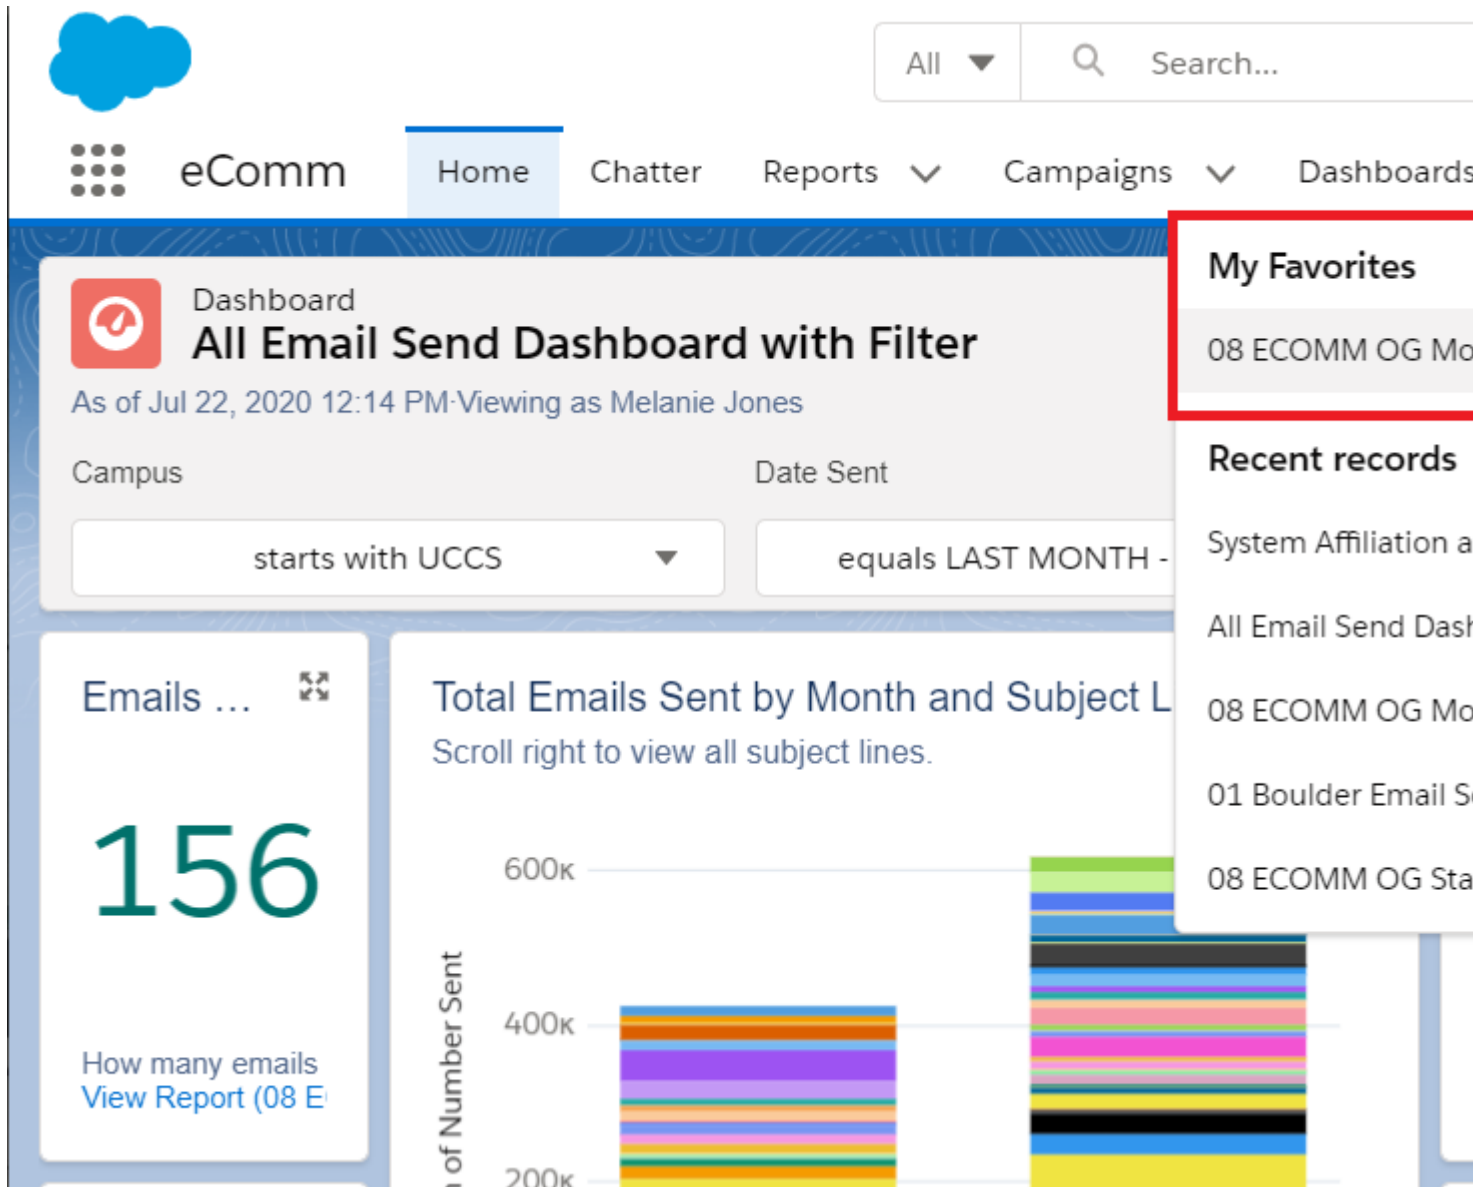 All
Search...
eComm
Home
Chatter
Reports
Campaigns
Dashboards
Dashboard
All Email Send Dashboard with Filter
As of Jul 22, 2020 12:14 PM·Viewing as Melanie Jones
Campus
Date Sent
starts with UCCS
equals LAST MONTH -
My Favorites
08 ECOMM OG Mo
Recent records
System Affiliation a
All Email Send Dash
08 ECOMM OG Mo
01 Boulder Email Se
08 ECOMM OG Sta
Emails ...
156
How many emails
View Report (08 E
Total Emails Sent by Month and Subject L
Scroll right to view all subject lines.
of Number Sent
600K
400K
200K